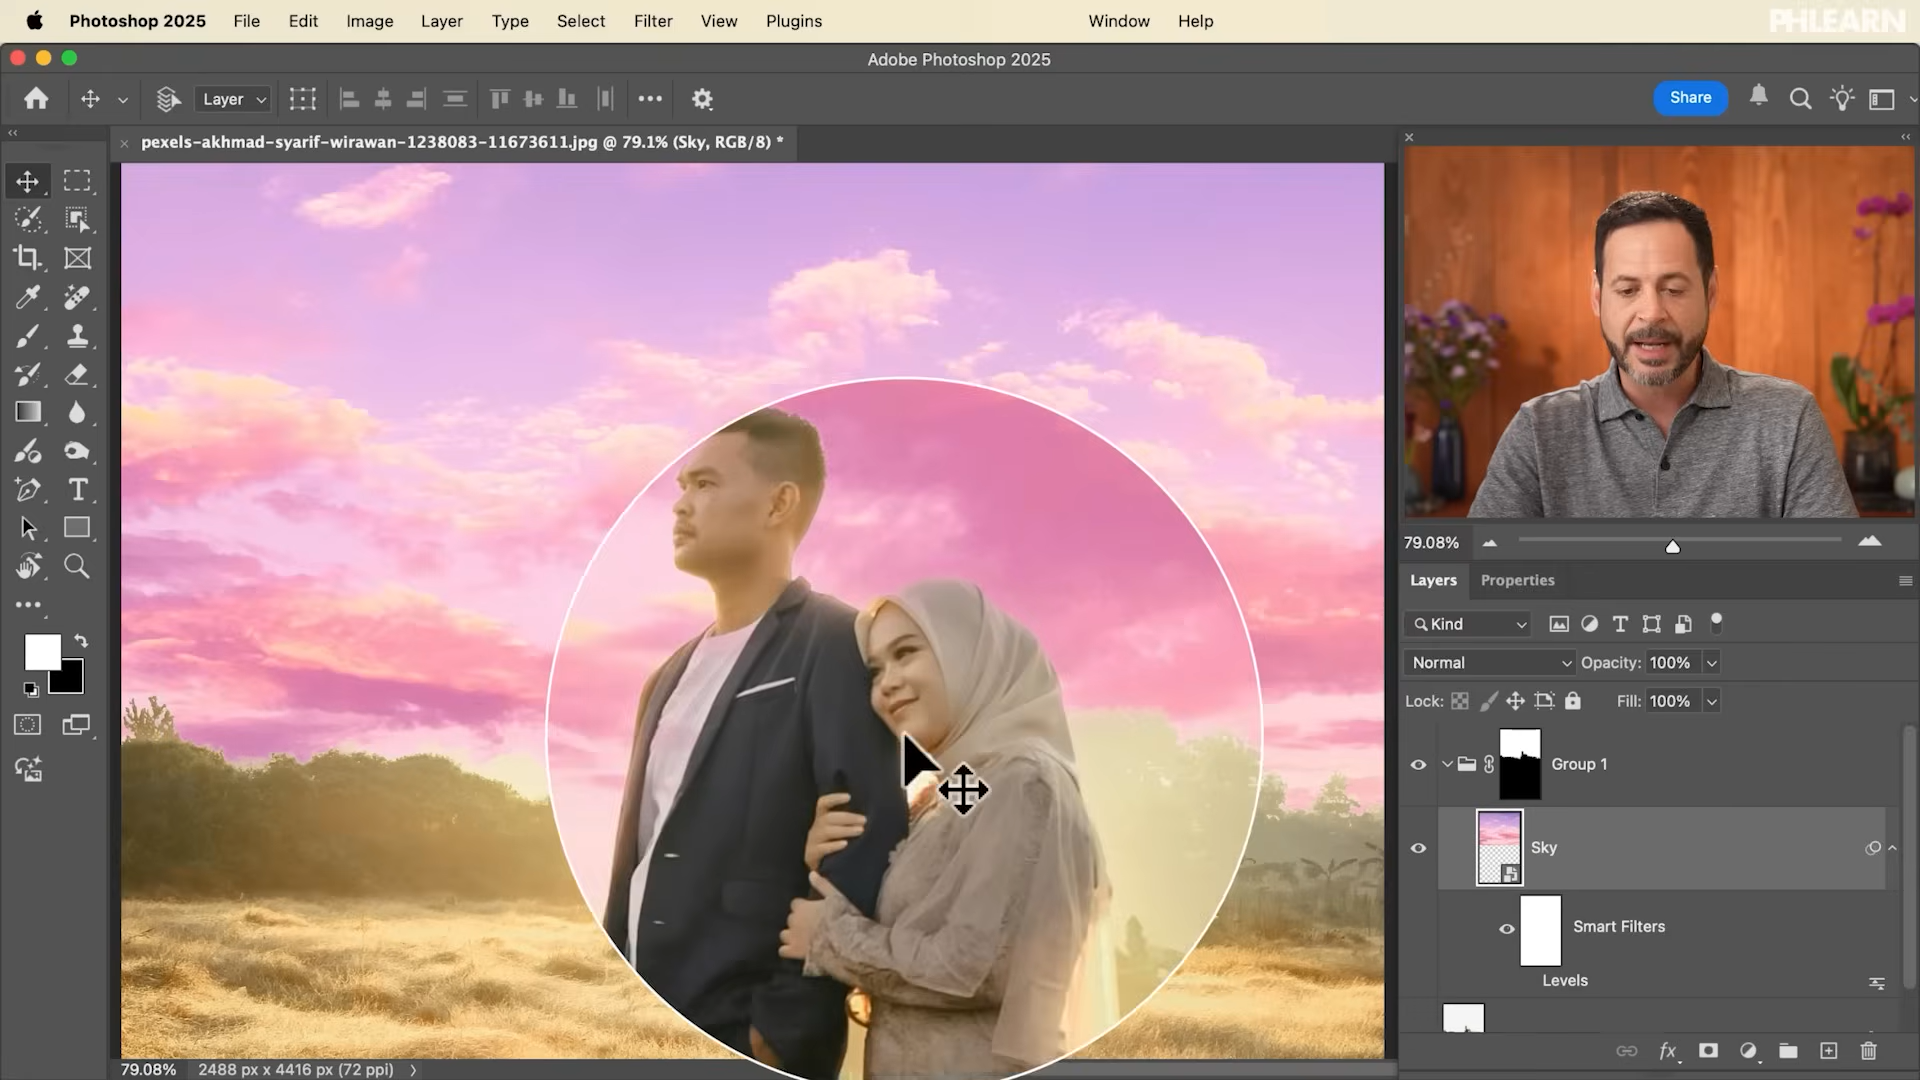 Photoshop 2025 File Edit Image Layer Type Select Filter View Plugins Window Help
PHLEARN
Adobe Photoshop 2025
Layer
Share
pexels-akhmad-syarif-wirawan-1238083-11673611.jpg @ 79.1% (Sky, RGB/8) *
79.08%
Layers Properties
Kind
Normal Opacity: 100%
Lock: Fill: 100%
Group 1
Sky
Smart Filters
Levels
79.08% 2488 px x 4416 px (72 ppi)